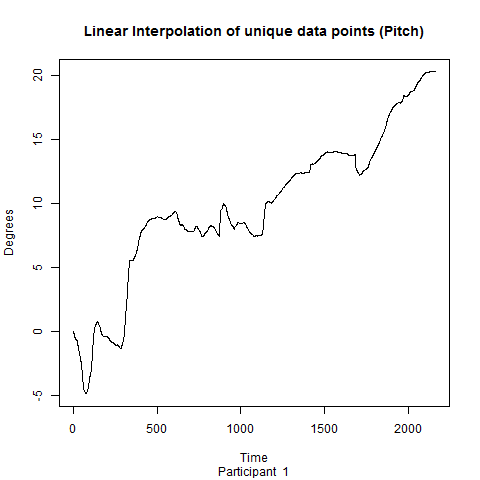 Linear Interpolation of unique data points (Pitch)
20
15
10
5
0
-5
Degrees
0 500 1000 1500 2000
Time
Participant 1